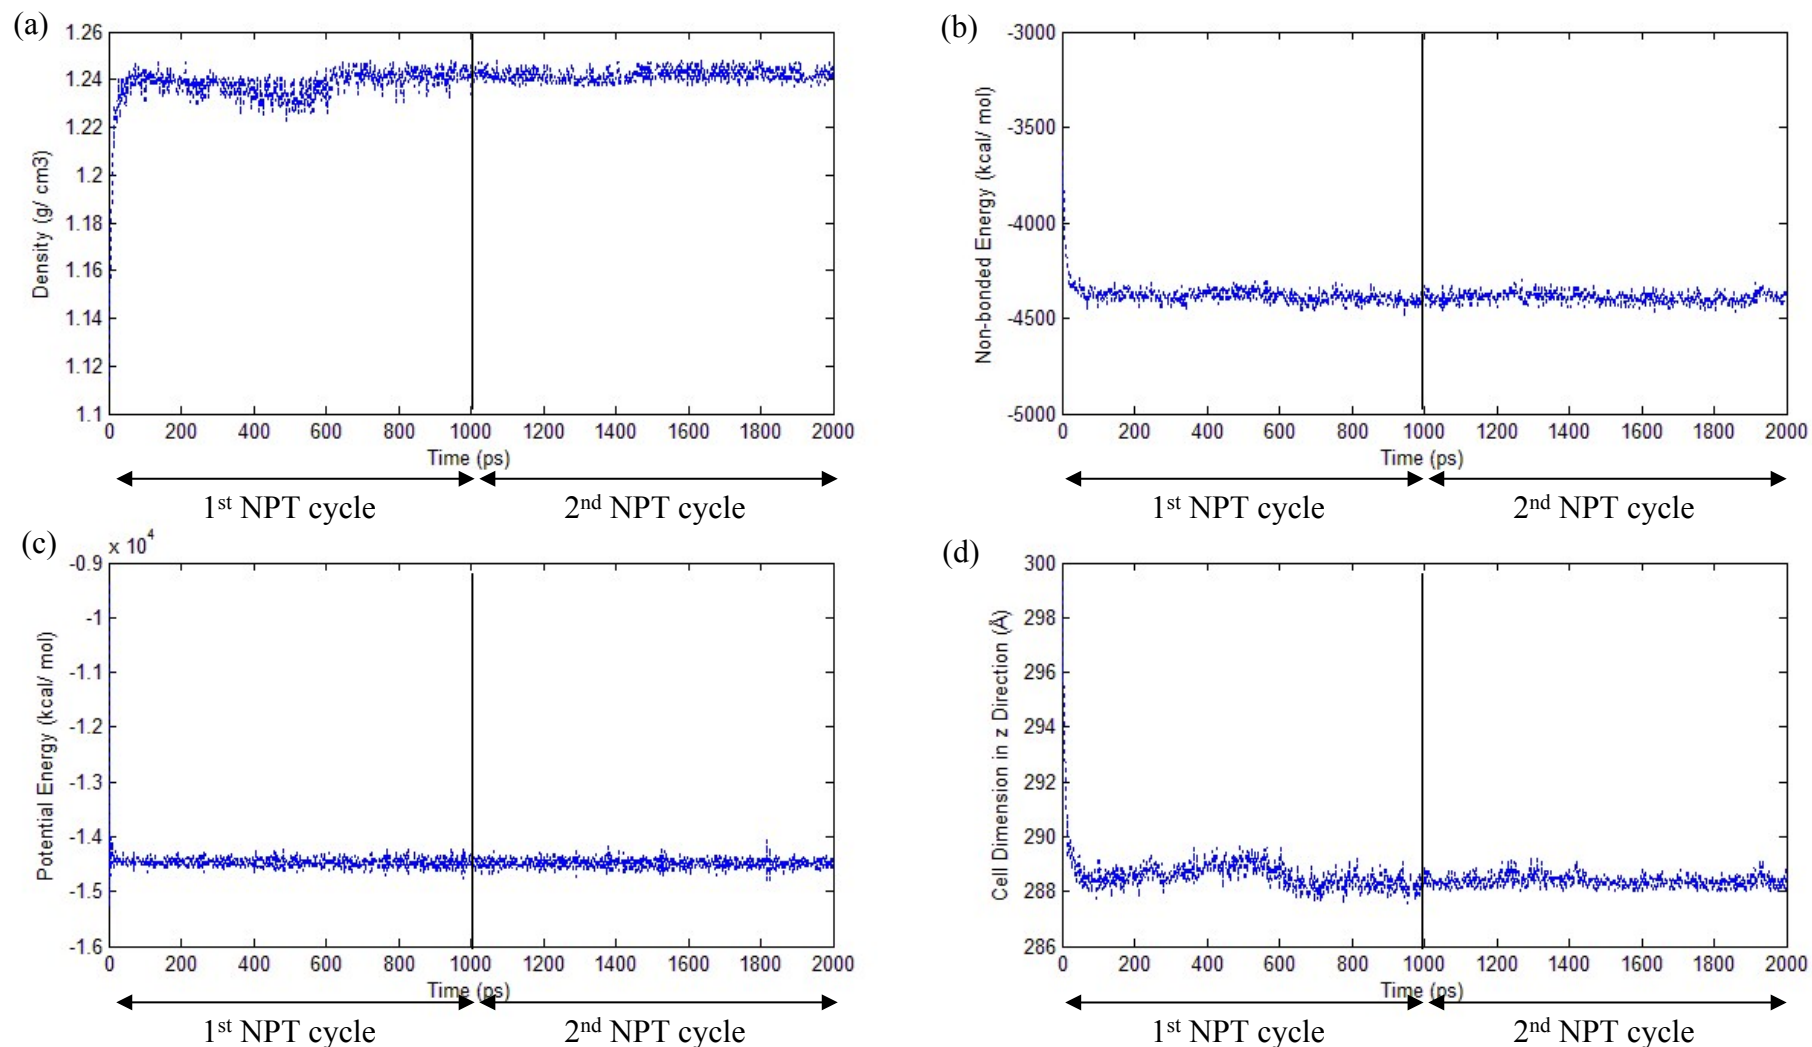 (a)
1.26
1.24
1.22
1.2
1.18
1.16
1.14
1.12
1.1
Density (g/ cm3)
0 200 400 600 800 1000 1200 1400 1600 1800 2000
Time (ps)
1st NPT cycle 2nd NPT cycle
(b)
-3000
-3500
-4000
-4500
-5000
Non-bonded Energy (kcal/ mol)
0 200 400 600 800 1000 1200 1400 1600 1800 2000
Time (ps)
1st NPT cycle 2nd NPT cycle
(c)
x 10^4
-0.9
-1
-1.1
-1.2
-1.3
-1.4
-1.5
-1.6
Potential Energy (kcal/ mol)
0 200 400 600 800 1000 1200 1400 1600 1800 2000
Time (ps)
1st NPT cycle 2nd NPT cycle
(d)
300
298
296
294
292
290
288
286
Cell Dimension in z Direction (Å)
0 200 400 600 800 1000 1200 1400 1600 1800 2000
Time (ps)
1st NPT cycle 2nd NPT cycle